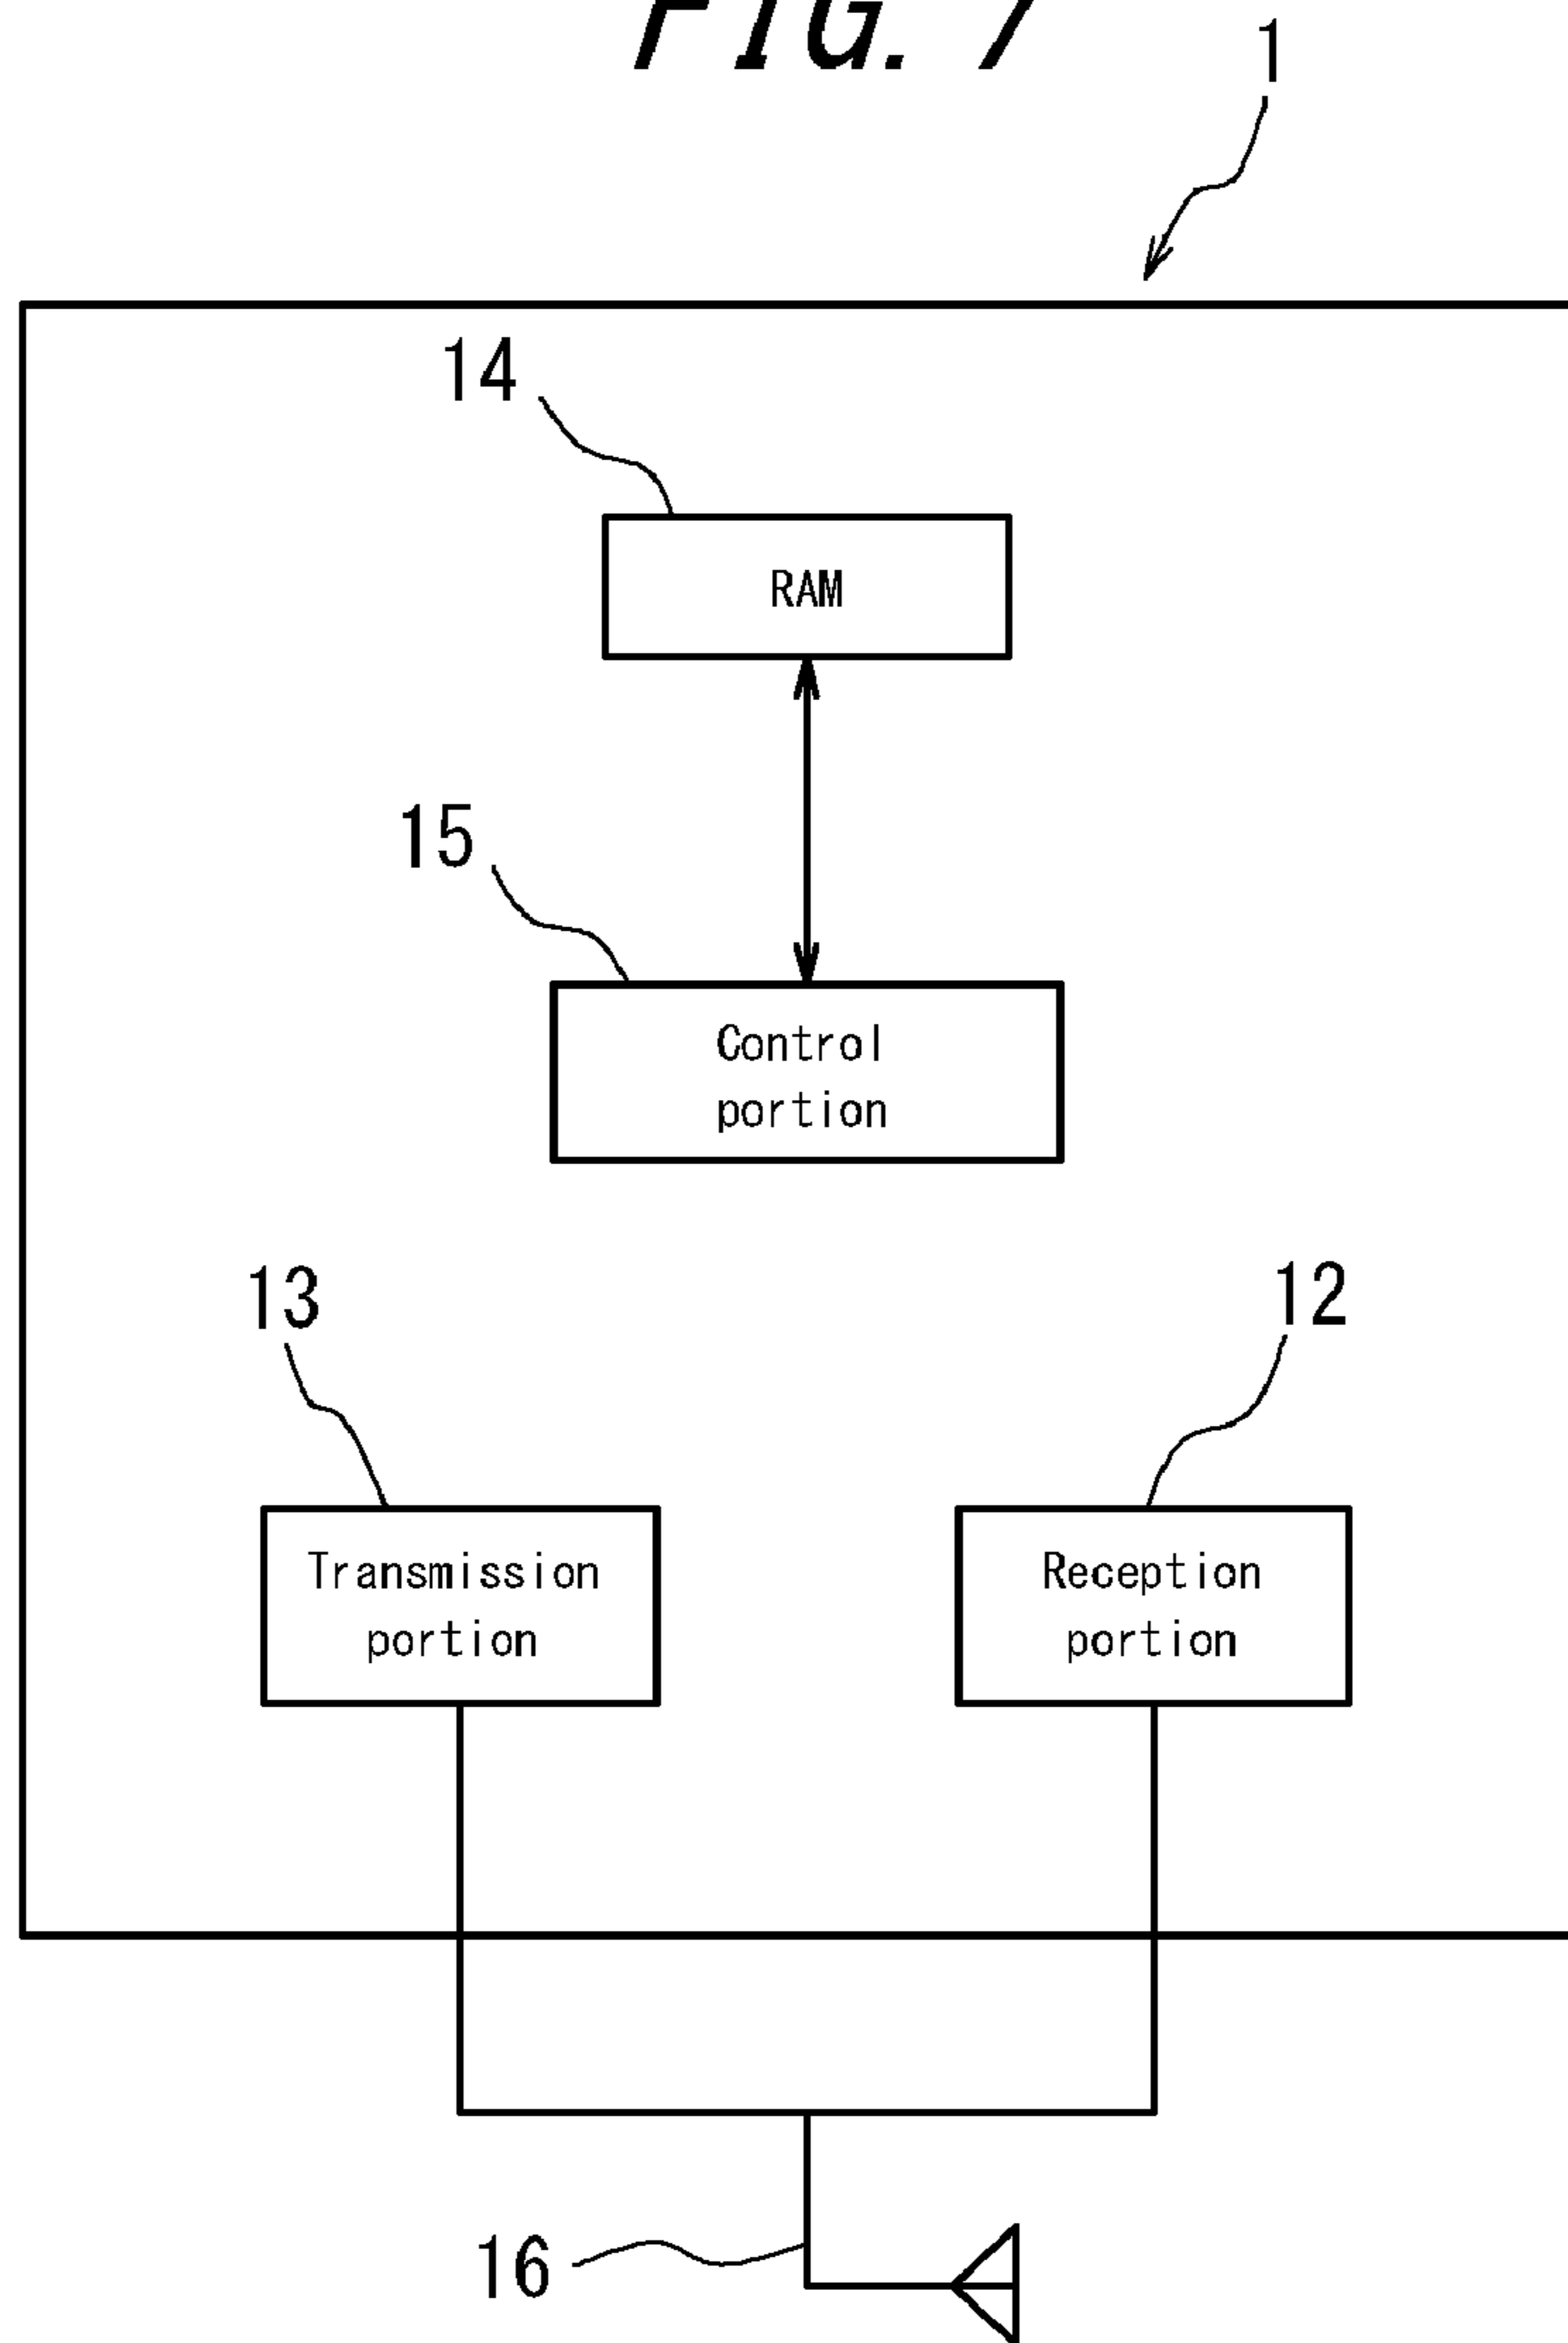 FIG. 7
1
14
RAM
15
Control
portion
13
12
Transmission
portion
Reception
portion
16